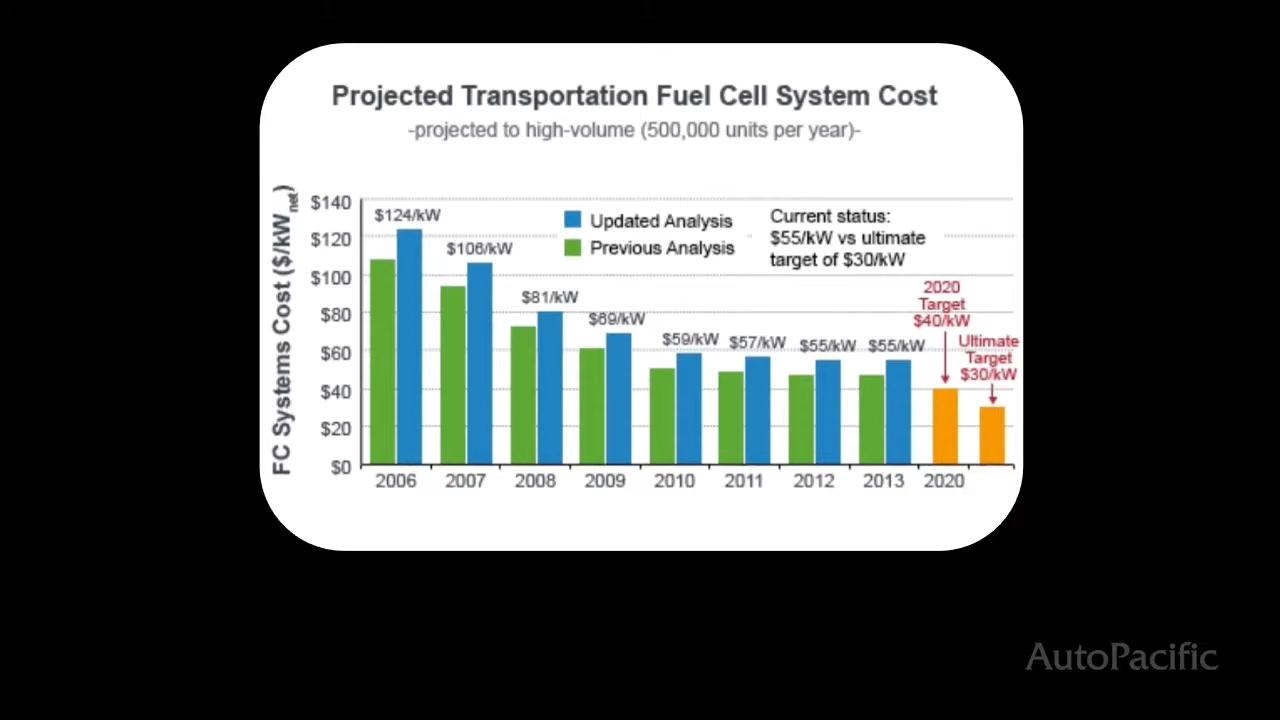 Projected Transportation Fuel Cell System Cost
-projected to high-volume (500,000 units per year)-
FC Systems Cost ($/kWnet)
$140
$120
$100
$80
$60
$40
$20
$0
$124/kW
$106/kW
$81/kW
$69/kW
$59/kW
$57/kW
$55/kW
$55/kW
Updated Analysis
Previous Analysis
Current status:
$55/kW vs ultimate
target of $30/kW
2020
Target
$40/kW
Ultimate
Target
$30/kW
2006
2007
2008
2009
2010
2011
2012
2013
2020
AutoPacific